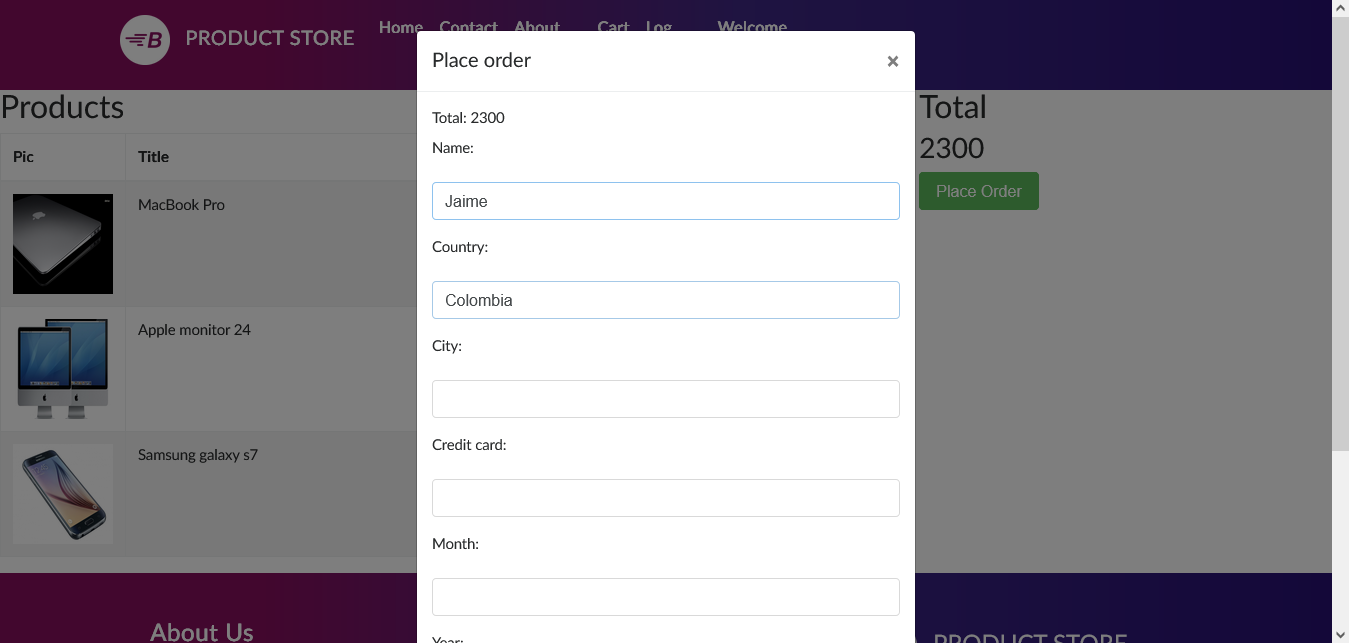 PRODUCT STORE
Home Contact About Cart Log Welcome
Place order
×
Products
Total
Pic Title
Total: 2300
2300
Name:
Place Order
MacBook Pro
Jaime
Country:
Colombia
Apple monitor 24
City:
Credit card:
Samsung galaxy s7
Month:
Year:
About Us
PRODUCT STORE